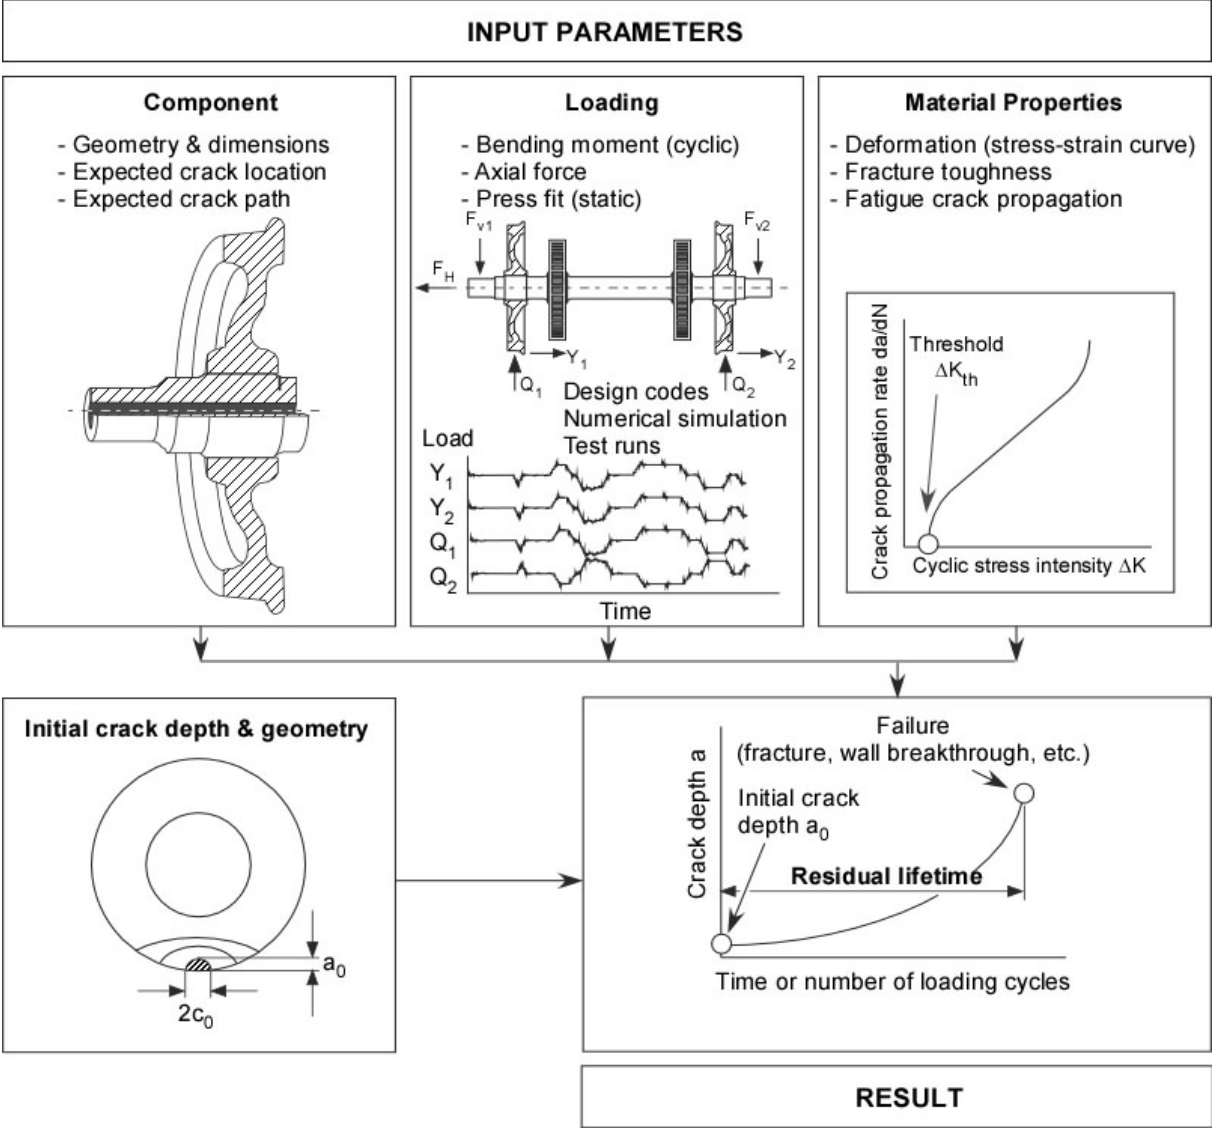 INPUT PARAMETERS
Component
- Geometry & dimensions
- Expected crack location
- Expected crack path
Loading
- Bending moment (cyclic)
- Axial force
- Press fit (static)
Fv1
Fv2
FH
Y1
Y2
Q1
Q2
Design codes
Numerical simulation
Test runs
Load
Y1
Y2
Q1
Q2
Time
Material Properties
- Deformation (stress-strain curve)
- Fracture toughness
- Fatigue crack propagation
Crack propagation rate da/dN
Threshold
ΔKth
Cyclic stress intensity ΔK
Initial crack depth & geometry
a0
2c0
Crack depth a
Failure
(fracture, wall breakthrough, etc.)
Initial crack
depth a0
Residual lifetime
Time or number of loading cycles
RESULT